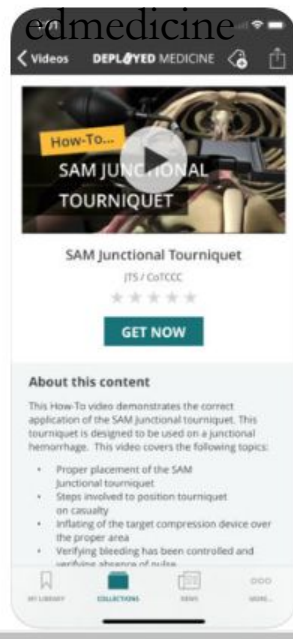 edmedicine
Videos DEPLOYED MEDICINE
How-To...
SAM JUNCTIONAL
TOURNIQUET
SAM Junctional Tourniquet
JTS / CoTCCC
GET NOW
About this content
This How-To video demonstrates the correct
application of the SAM Junctional tourniquet. This
tourniquet is designed to be used on a junctional
hemorrhage. This video covers the following topics:
• Proper placement of the SAM
Junctional tourniquet
• Steps involved to position tourniquet
on casualty
• Inflating of the target compression device over
the proper area
• Verifying bleeding has been controlled and
verifying absence of pulse
MY LIBRARY COLLECTIONS NEWS MORE...